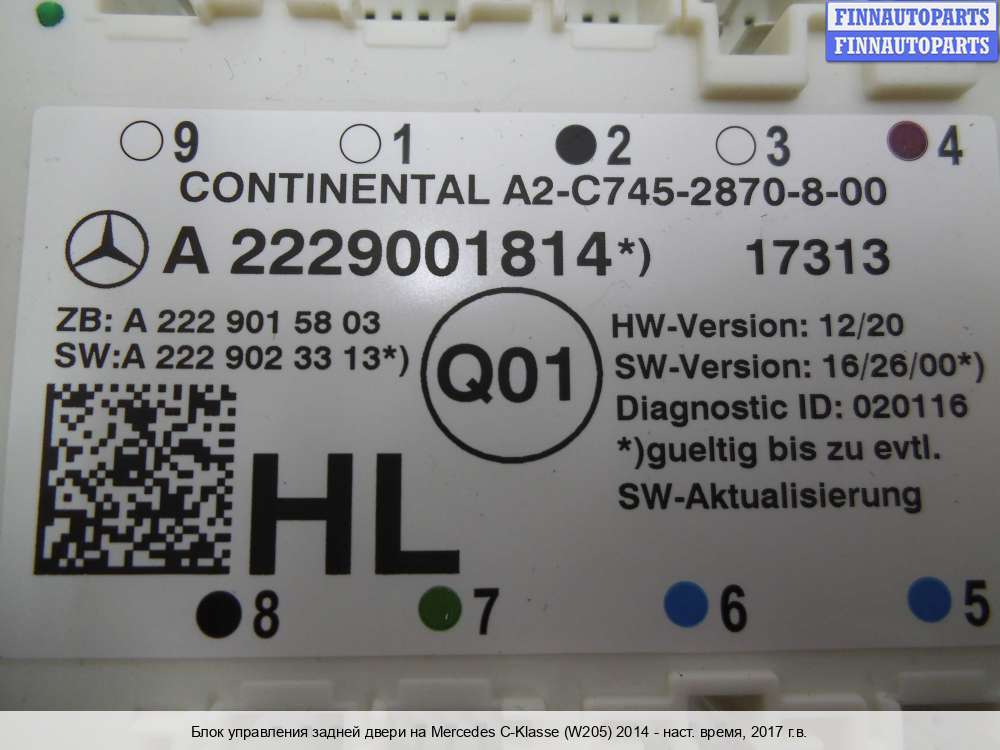 FINNAUTOPARTS
FINNAUTOPARTS
9 1 2 3 4
CONTINENTAL A2-C745-2870-8-00
A 2229001814*) 17313
ZB: A 222 901 58 03
SW:A 222 902 33 13*)
Q01
HW-Version: 12/20
SW-Version: 16/26/00*)
Diagnostic ID: 020116
*)gueltig bis zu evtl.
SW-Aktualisierung
HL
8 7 6 5
Блок управления задней двери на Mercedes C-Klasse (W205) 2014 - наст. время, 2017 г.в.